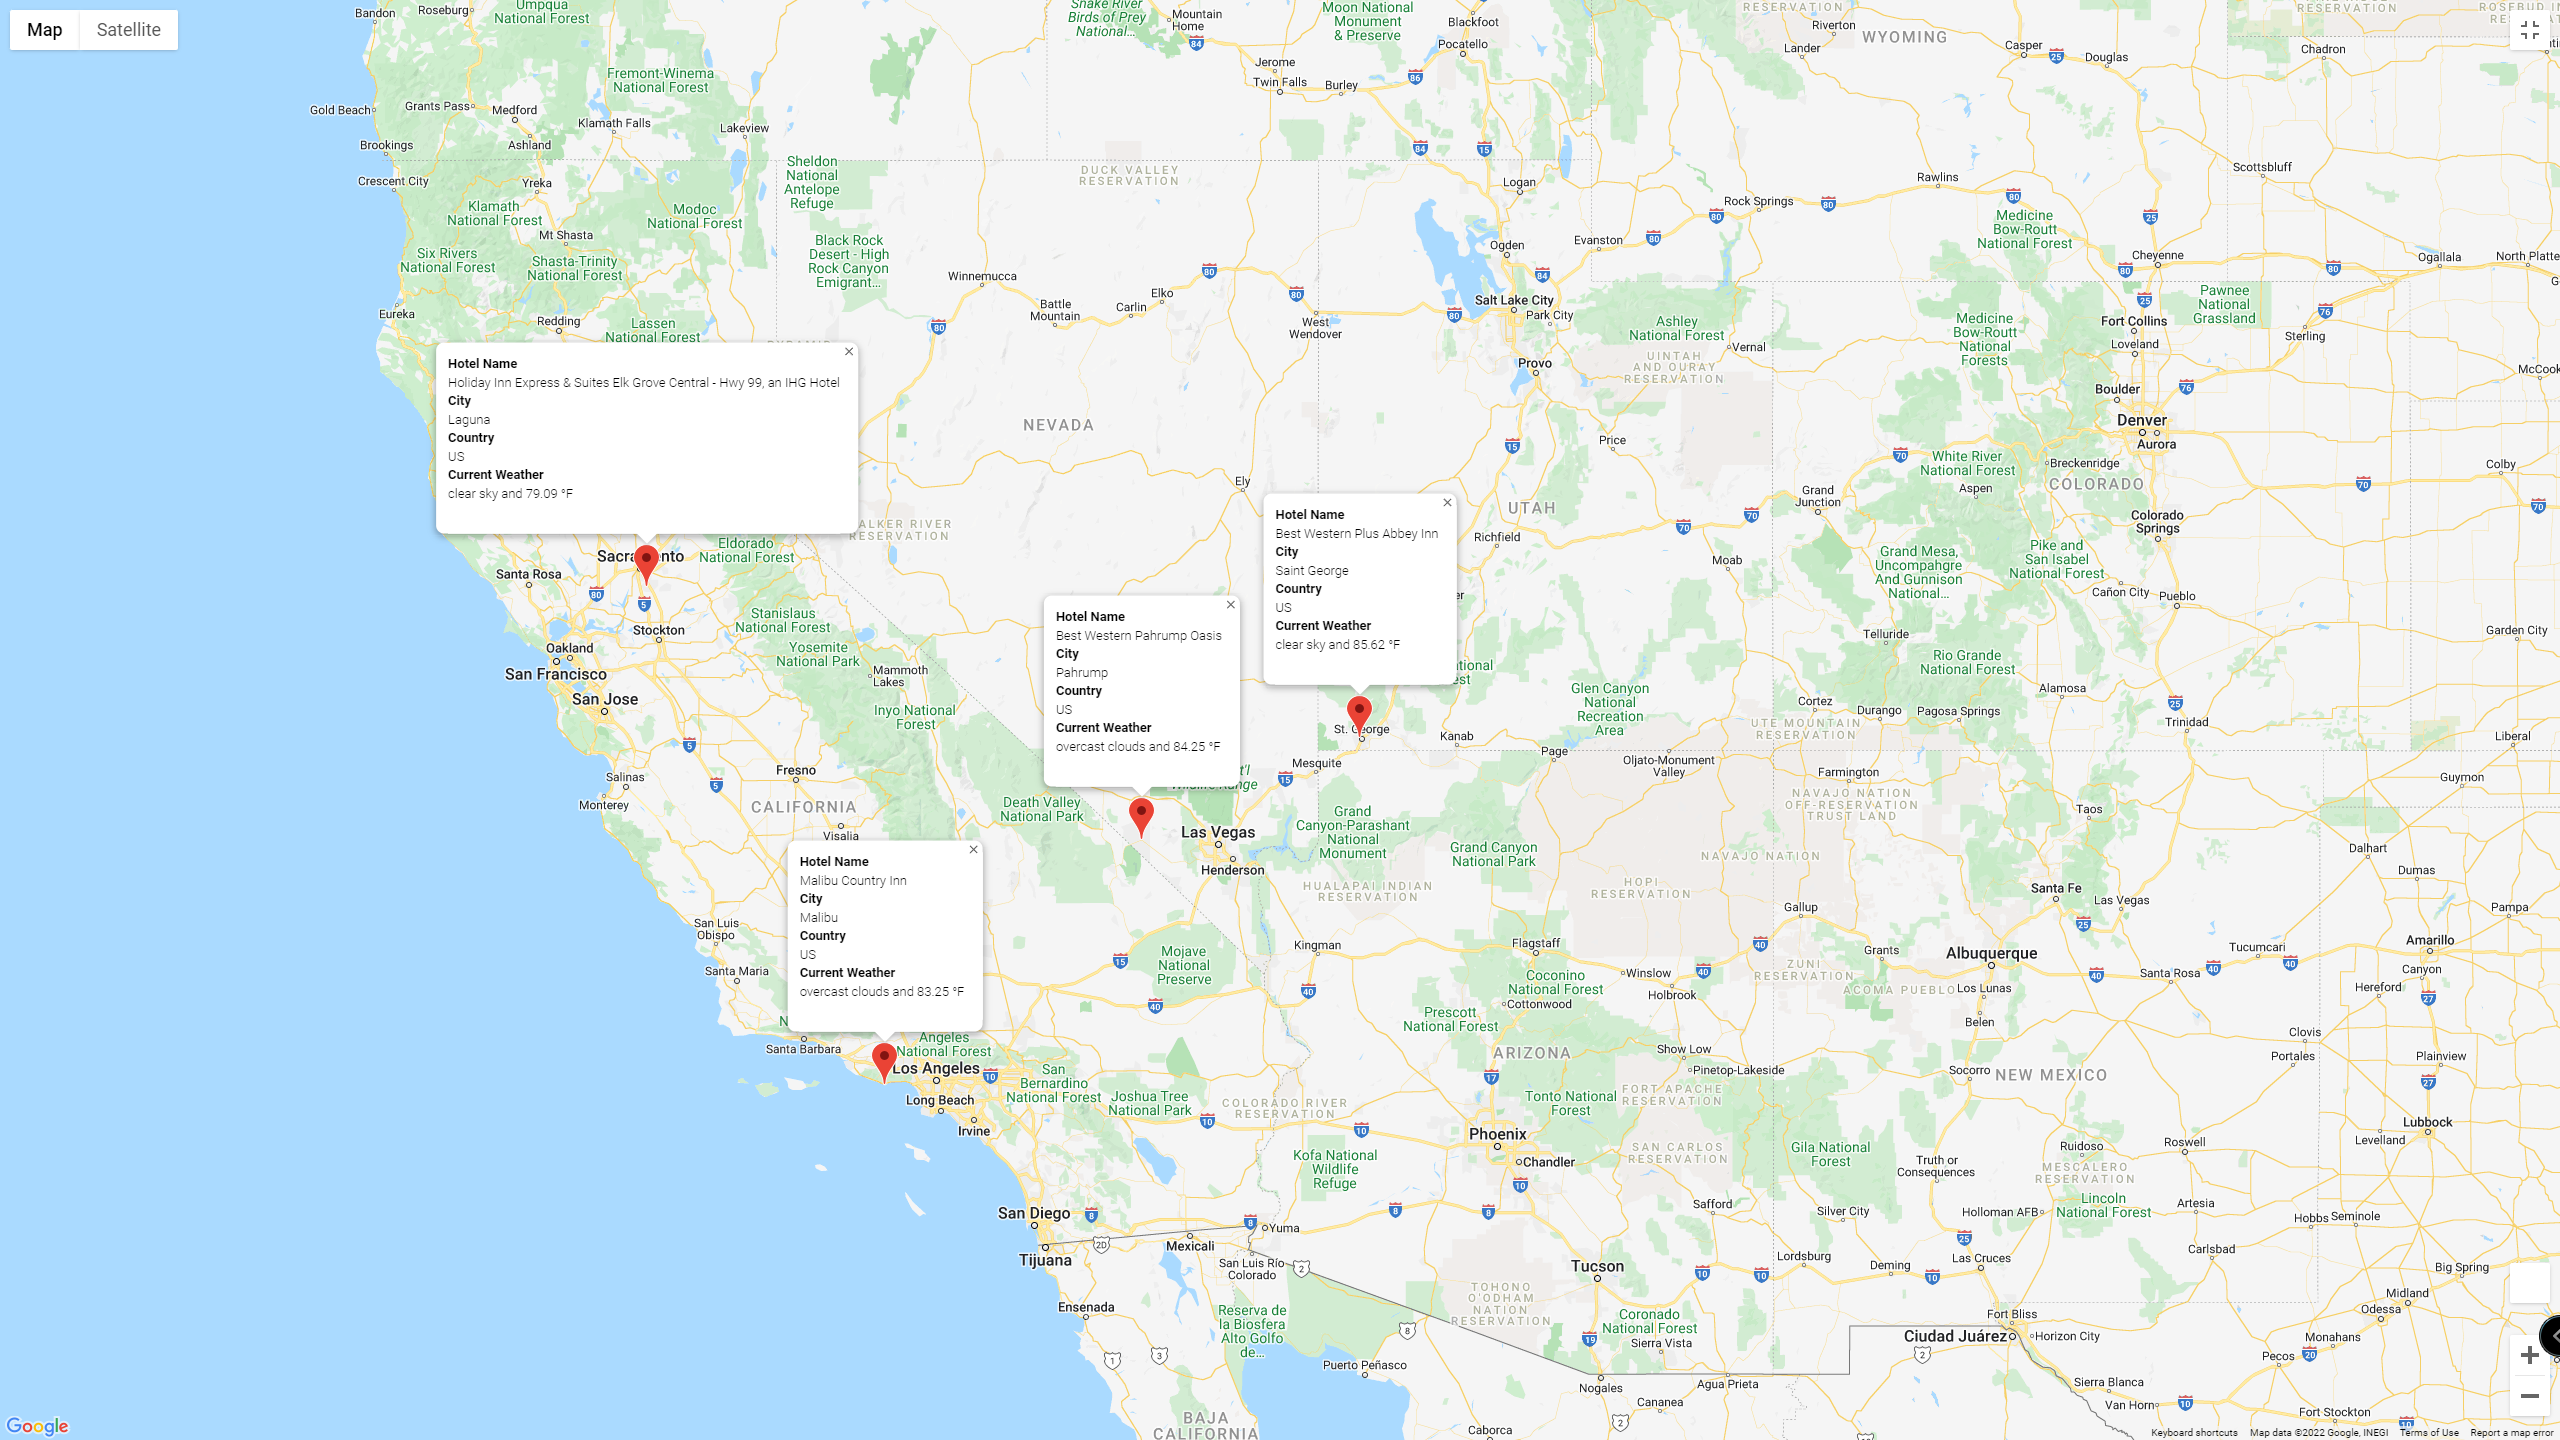 Map Satellite
Hotel Name
Holiday Inn Express & Suites Elk Grove Central - Hwy 99, an IHG Hotel
City
Laguna
Country
US
Current Weather
clear sky and 79.09 °F
Hotel Name
Best Western Plus Abbey Inn
City
Saint George
Country
US
Current Weather
clear sky and 85.62 °F
Hotel Name
Best Western Pahrump Oasis
City
Pahrump
Country
US
Current Weather
overcast clouds and 84.25 °F
Hotel Name
Malibu Country Inn
City
Malibu
Country
US
Current Weather
overcast clouds and 83.25 °F
Bandon
Roseburg
Umpqua
National Forest
Snake River
Birds of Prey
National...
Mountain
Home
Moon National
Monument
& Preserve
Blackfoot
Pocatello
RESERVATION
Riverton
Lander
WYOMING
Casper
Douglas
RESERVATION
Chadron
Jerome
Twin Falls
Burley
Fremont-Winema
National Forest
Gold Beach
Grants Pass
Medford
Klamath Falls
Lakeview
Ashland
Brookings
Crescent City
Yreka
Sheldon
National
Antelope
Refuge
DUCK VALLEY
RESERVATION
Logan
Rawlins
Scottsbluff
Rock Springs
Klamath
National Forest
Modoc
National Forest
Mt Shasta
Six Rivers
National Forest
Shasta-Trinity
National Forest
Black Rock
Desert - High
Rock Canyon
Emigrant...
Winnemucca
Battle
Mountain
Carlin
Elko
West
Wendover
Ogden
Evanston
Medicine
Bow-Routt
National Forest
Cheyenne
Ogallala
North Platte
Salt Lake City
Park City
Eureka
Redding
Lassen
National Forest
Ashley
National Forest
Vernal
Provo
UINTAH
AND OURAY
RESERVATION
Medicine
Bow-Routt
National
Forests
Pawnee
National
Grassland
Fort Collins
Loveland
Sterling
McCook
Boulder
Denver
Aurora
NEVADA
Ely
Price
White River
National Forest
Breckenridge
Aspen
COLORADO
Colby
Grand
Junction
UTAH
Richfield
Colorado
Springs
Sacra
ento
Eldorado
National Forest
ALKER RIVER
RESERVATION
Santa Rosa
Stockton
Stanislaus
National Forest
Yosemite
National Park
Oakland
San Francisco
San Jose
Mammoth
Lakes
Inyo National
Forest
Moab
Grand Mesa,
Uncompahgre
And Gunnison
National...
Pike and
San Isabel
National Forest
Cañon City
Pueblo
Telluride
Rio Grande
National Forest
Garden City
Alamosa
Glen Canyon
National
Recreation
Area
Cortez
Durango
Pagosa Springs
UTE MOUNTAIN
RESERVATION
Trinidad
Liberal
St. George
Kanab
Page
Mesquite
Oljato-Monument
Valley
Farmington
Guymon
Salinas
Monterey
Fresno
CALIFORNIA
Visalia
Death Valley
National Park
Las Vegas
Henderson
Grand
Canyon-Parashant
National
Monument
Grand Canyon
National Park
NAVAJO NATION
OFF-RESERVATION
TRUST LAND
Taos
NAVAJO NATION
HOPI
RESERVATION
HUALAPAI INDIAN
RESERVATION
Dalhart
Dumas
Santa Fe
Las Vegas
Gallup
Pampa
San Luis
Obispo
Santa Maria
Mojave
National
Preserve
Kingman
Flagstaff
Coconino
National Forest
Cottonwood
Winslow
Holbrook
Grants
Albuquerque
ZUNI
RESERVATION
ACOMA PUEBLO
Los Lunas
Belen
Tucumcari
Santa Rosa
Amarillo
Canyon
Hereford
Clovis
Portales
Plainview
Santa Barbara
Angeles
National Forest
Los Angeles
Long Beach
Irvine
San
Bernardino
National Forest
Joshua Tree
National Park
COLORADO RIVER
RESERVATION
Prescott
National Forest
ARIZONA
Show Low
Pinetop-Lakeside
FORT APACHE
RESERVATION
Tonto National
Forest
Socorro
NEW MEXICO
Lubbock
Levelland
Phoenix
Chandler
SAN CARLOS
RESERVATION
Gila National
Forest
Kofa National
Wildlife
Refuge
Truth or
Consequences
Ruidoso
MESCALERO
RESERVATION
Roswell
Lincoln
National Forest
Artesia
San Diego
Tijuana
Mexicali
Yuma
San Luis Río
Colorado
Safford
Silver City
Holloman AFB
Hobbs
Seminole
Carlsbad
Big Spring
Tucson
Lordsburg
Deming
Las Cruces
TOHONO
O'ODHAM
NATION
RESERVATION
Ensenada
Reserva de
la Biosfera
Alto Golfo
de...
Coronado
National Forest
Sierra Vista
Fort Bliss
Ciudad Juárez
Horizon City
Midland
Odessa
Monahans
Pecos
Puerto Peñasco
Nogales
Agua Prieta
Cananea
Sierra Blanca
Van Horn
Fort Stockton
BAJA
CALIFORNIA
Caborca
Google
Keyboard shortcuts
Map data ©2022 Google, INEGI
Terms of Use
Report a map error